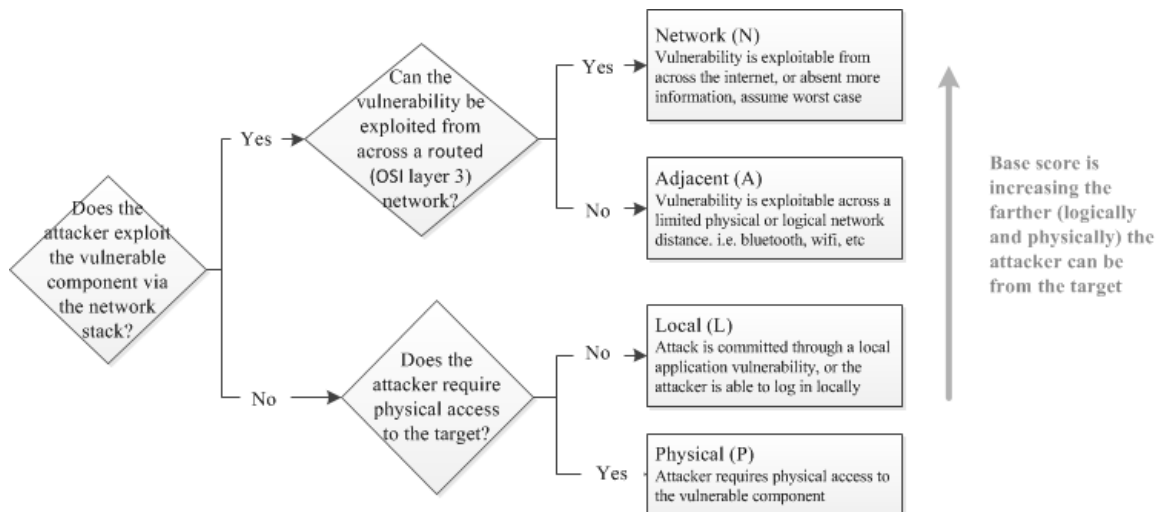 Does the
attacker exploit
the vulnerable
component via
the network
stack?
Yes
Can the
vulnerability be
exploited from
across a routed
(OSI layer 3)
network?
Yes
Network (N)
Vulnerability is exploitable from
across the internet, or absent more
information, assume worst case
No
Adjacent (A)
Vulnerability is exploitable across a
limited physical or logical network
distance. i.e. bluetooth, wifi, etc
No
Does the
attacker require
physical access
to the target?
No
Local (L)
Attack is committed through a local
application vulnerability, or the
attacker is able to log in locally
Yes
Physical (P)
Attacker requires physical access to
the vulnerable component
Base score is
increasing the
farther (logically
and physically) the
attacker can be
from the target